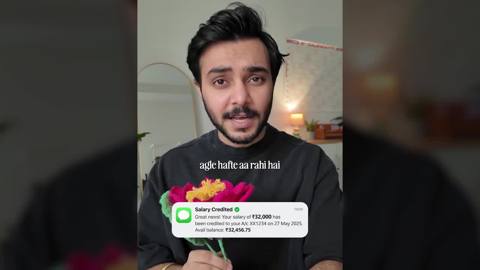 agle hafte aa rahi hai
Salary Credited
now
Great news! Your salary of ₹32,000 has
been credited to your A/c XX1234 on 27 May 2025.
Avail balance: ₹32,456.75